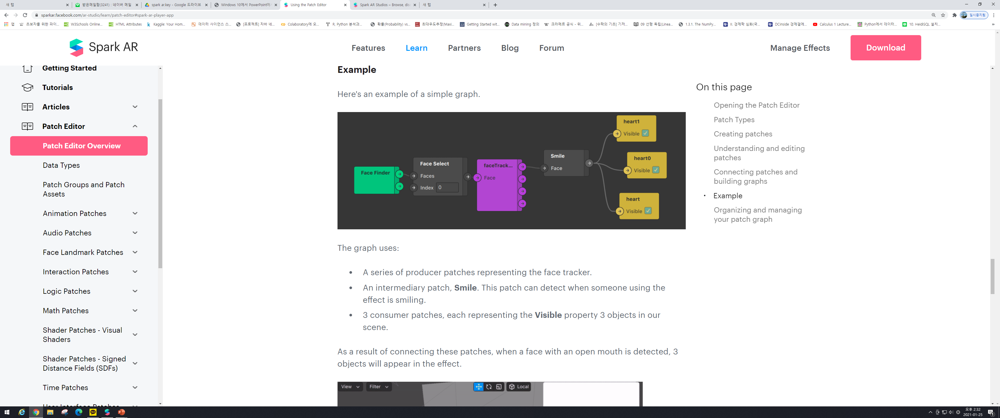 새 탭
받은메일함(3241) : 네이버 메일
spark ar.key - Google 드라이브
Windows 10에서 PowerPoint에서
Using the Patch Editor
Spark AR Studios – Browse, disc
새 탭
sparkar.facebook.com/ar-studio/learn/patch-editor#spark-ar-player-app
일시중지됨
앱
초보자를 위한 파이...
W3Schools Online...
HTML Attributes
Kaggle: Your Hom...
데이터 사이언스 스...
[프로젝트] 자바 네...
Colaboratory에 오...
R, Python 분석과...
확률(Probability) vs...
최대우도추정(Maxi...
Getting Started wit...
Data mining 정의
크라메르 공식 - 위...
[수학의 기초] 기저...
09 선형 독립(Linea...
1.3.1. The NumPy...
II. 경제학 심화(국...
DCinside 경제갤에...
Calculus 1 Lecture...
Python에서 데이터...
10. HeidiSQL 설치...
»
Spark AR
Features
Learn
Partners
Blog
Forum
Manage Effects
Download
Getting Started
Tutorials
Articles
Patch Editor
Patch Editor Overview
Data Types
Patch Groups and Patch
Assets
Animation Patches
Audio Patches
Face Landmark Patches
Interaction Patches
Logic Patches
Math Patches
Shader Patches - Visual
Shaders
Shader Patches - Signed
Distance Fields (SDFs)
Time Patches
User Interface Patches
Example
Here's an example of a simple graph.
Face Finder
Face Select
Faces
Index 0
faceTrack...
Face
Smile
Face
heart1
Visible
heart0
Visible
heart
Visible
The graph uses:
• A series of producer patches representing the face tracker.
• An intermediary patch, Smile. This patch can detect when someone using the
effect is smiling.
• 3 consumer patches, each representing the Visible property 3 objects in our
scene.
As a result of connecting these patches, when a face with an open mouth is detected, 3
objects will appear in the effect.
View
Filter
Local
On this page
Opening the Patch Editor
Patch Types
Creating patches
Understanding and editing
patches
Connecting patches and
building graphs
• Example
Organizing and managing
your patch graph
TALK
오후 2:32
2021-01-25
1